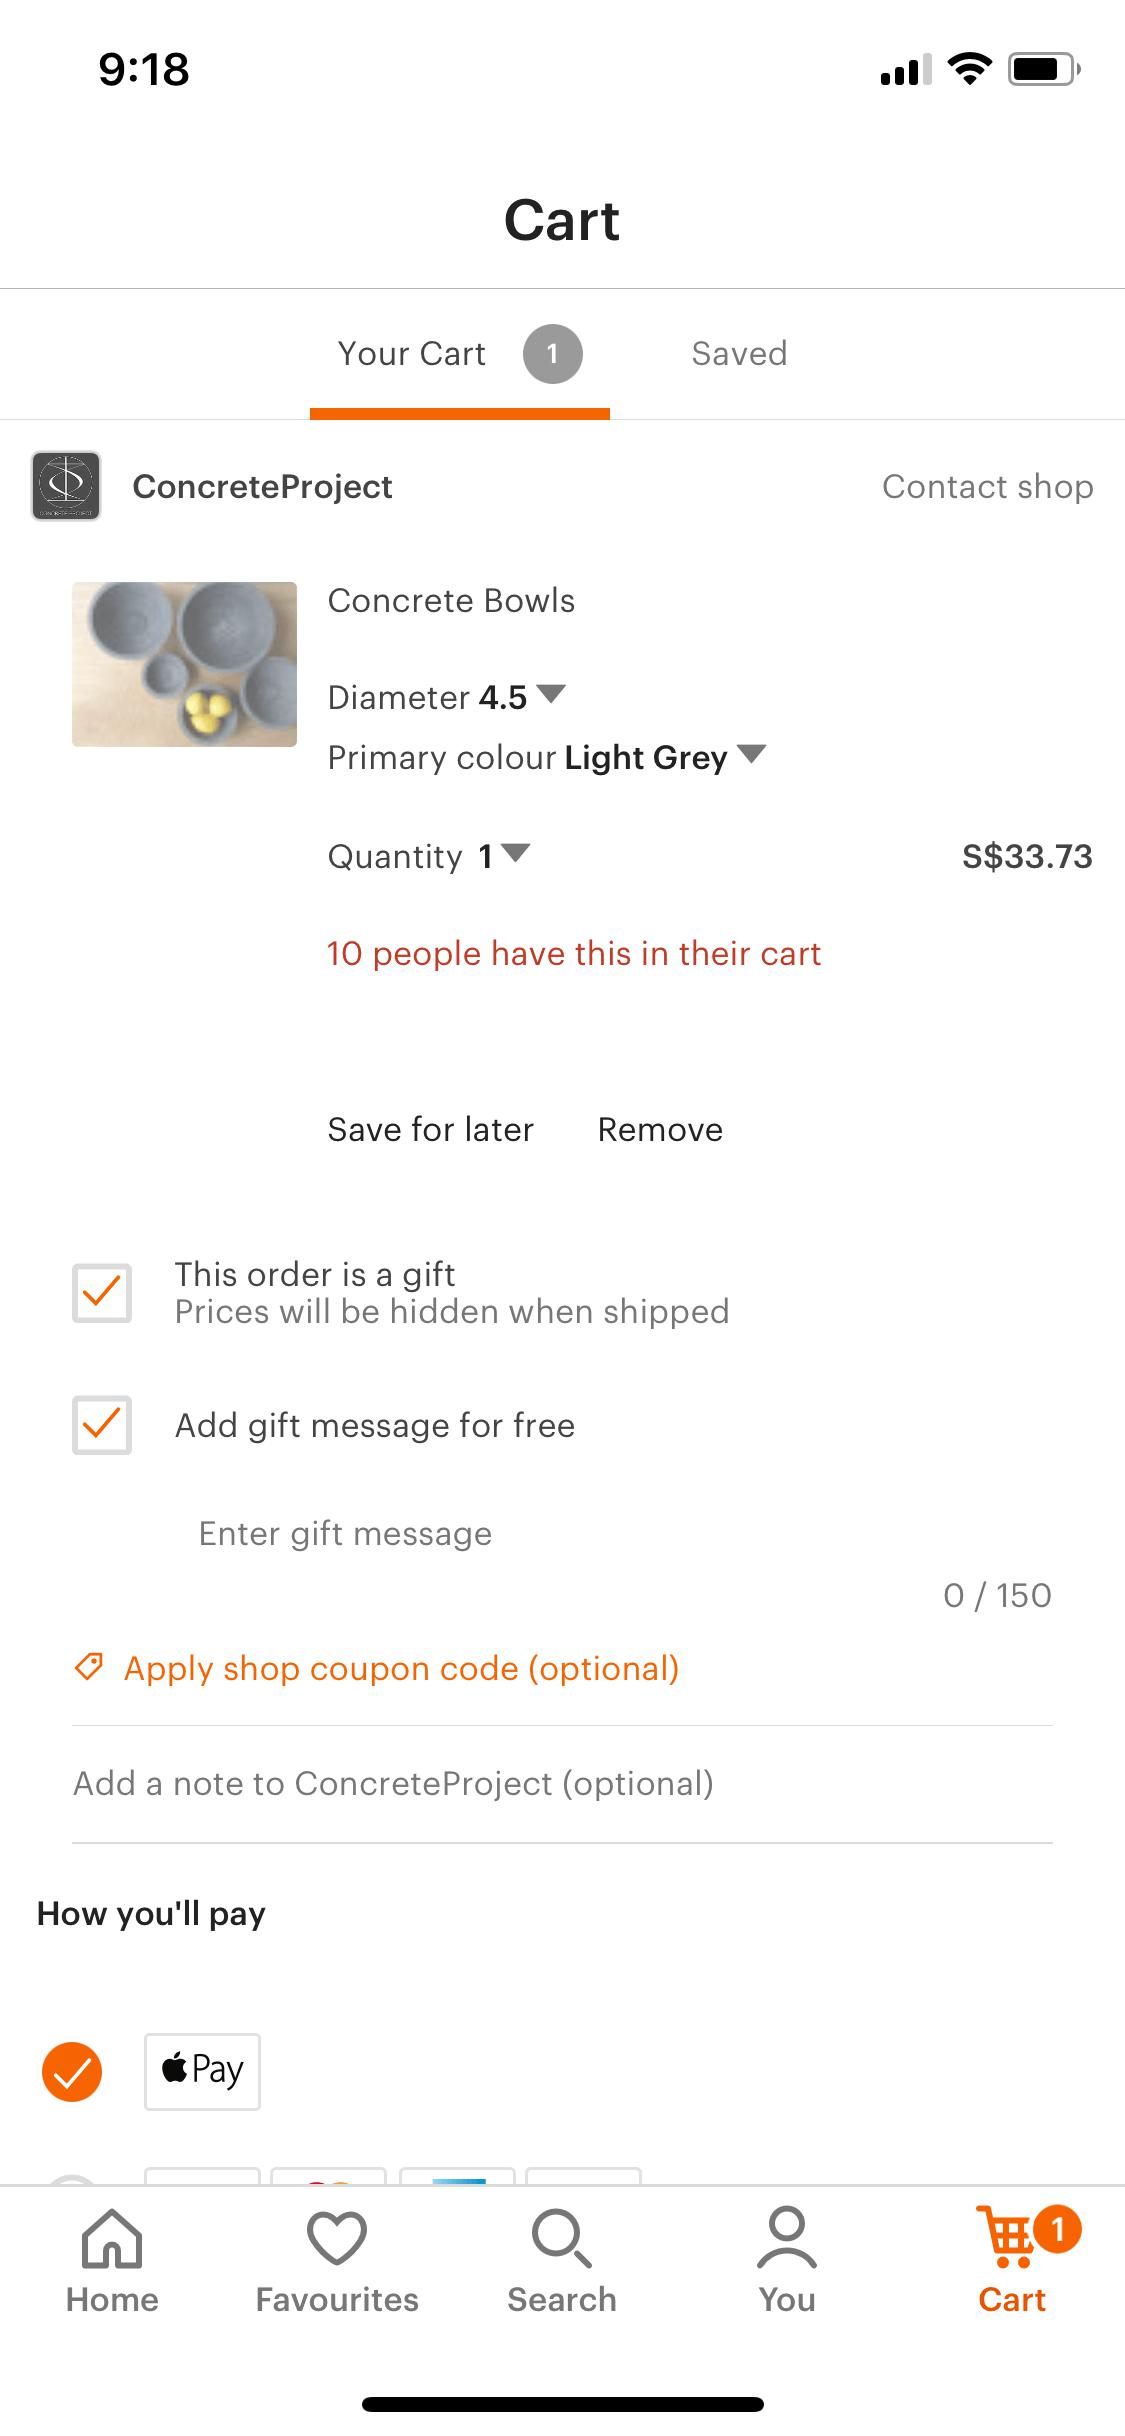 9:18
Cart
Your Cart 1 Saved
ConcreteProject Contact shop
Concrete Bowls
Diameter 4.5
Primary colour Light Grey
Quantity 1 S$33.73
10 people have this in their cart
Save for later Remove
This order is a gift
Prices will be hidden when shipped
Add gift message for free
Enter gift message
0 / 150
Apply shop coupon code (optional)
Add a note to ConcreteProject (optional)
How you'll pay
Pay
1
Home Favourites Search You Cart